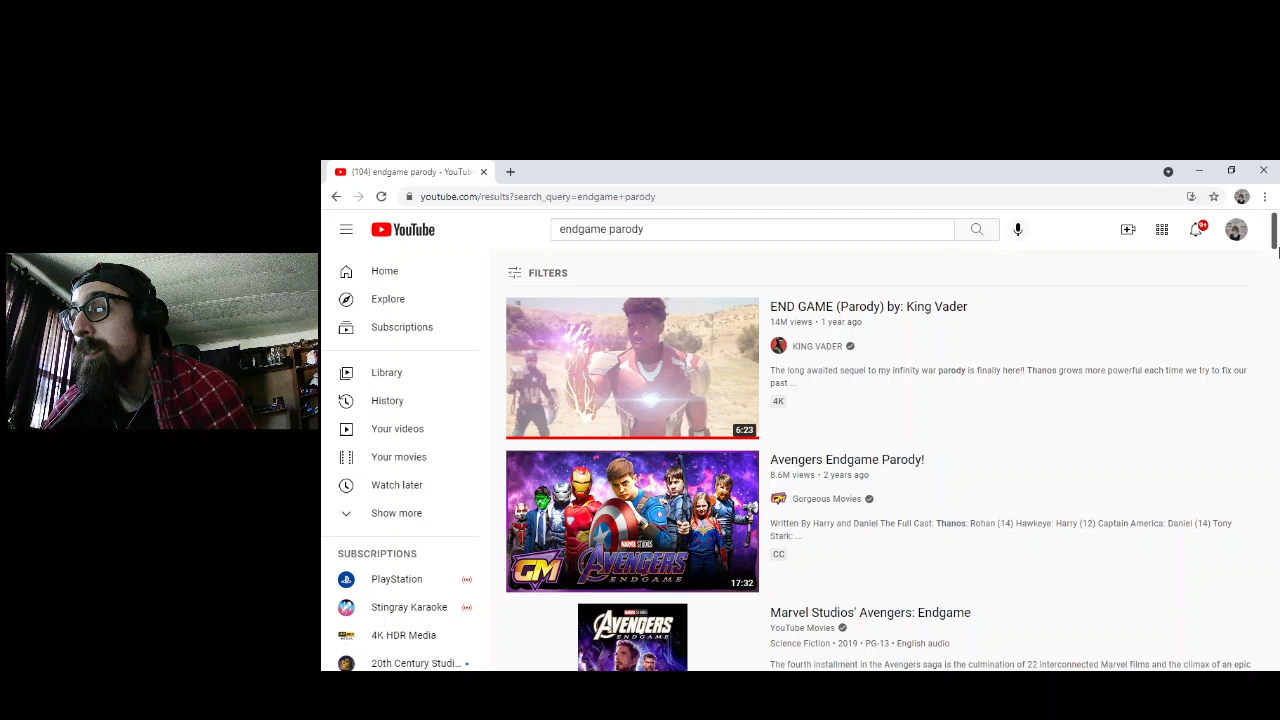 (104) endgame parody - YouTub
youtube.com/results?search_query=endgame+parody
YouTube
endgame parody
9+
Home
Explore
Subscriptions
Library
History
Your videos
Your movies
Watch later
Show more
SUBSCRIPTIONS
PlayStation
Stingray Karaoke
4K HDR Media
20th Century Studi...
FILTERS
6:23
END GAME (Parody) by: King Vader
14M views • 1 year ago
KING VADER
The long awaited sequel to my infinity war parody is finally here!! Thanos grows more powerful each time we try to fix our
past ...
4K
GM
MARVEL STUDIOS
AVENGERS
ENDGAME
17:32
Avengers Endgame Parody!
8.6M views • 2 years ago
Gorgeous Movies
Written By Harry and Daniel The Full Cast: Thanos: Rohan (14) Hawkeye: Harry (12) Captain America: Daniel (14) Tony
Stark: ...
CC
MARVEL STUDIOS
AVENGERS
ENDGAME
Marvel Studios' Avengers: Endgame
YouTube Movies
Science Fiction • 2019 • PG-13 • English audio
The fourth installment in the Avengers saga is the culmination of 22 interconnected Marvel films and the climax of an epic